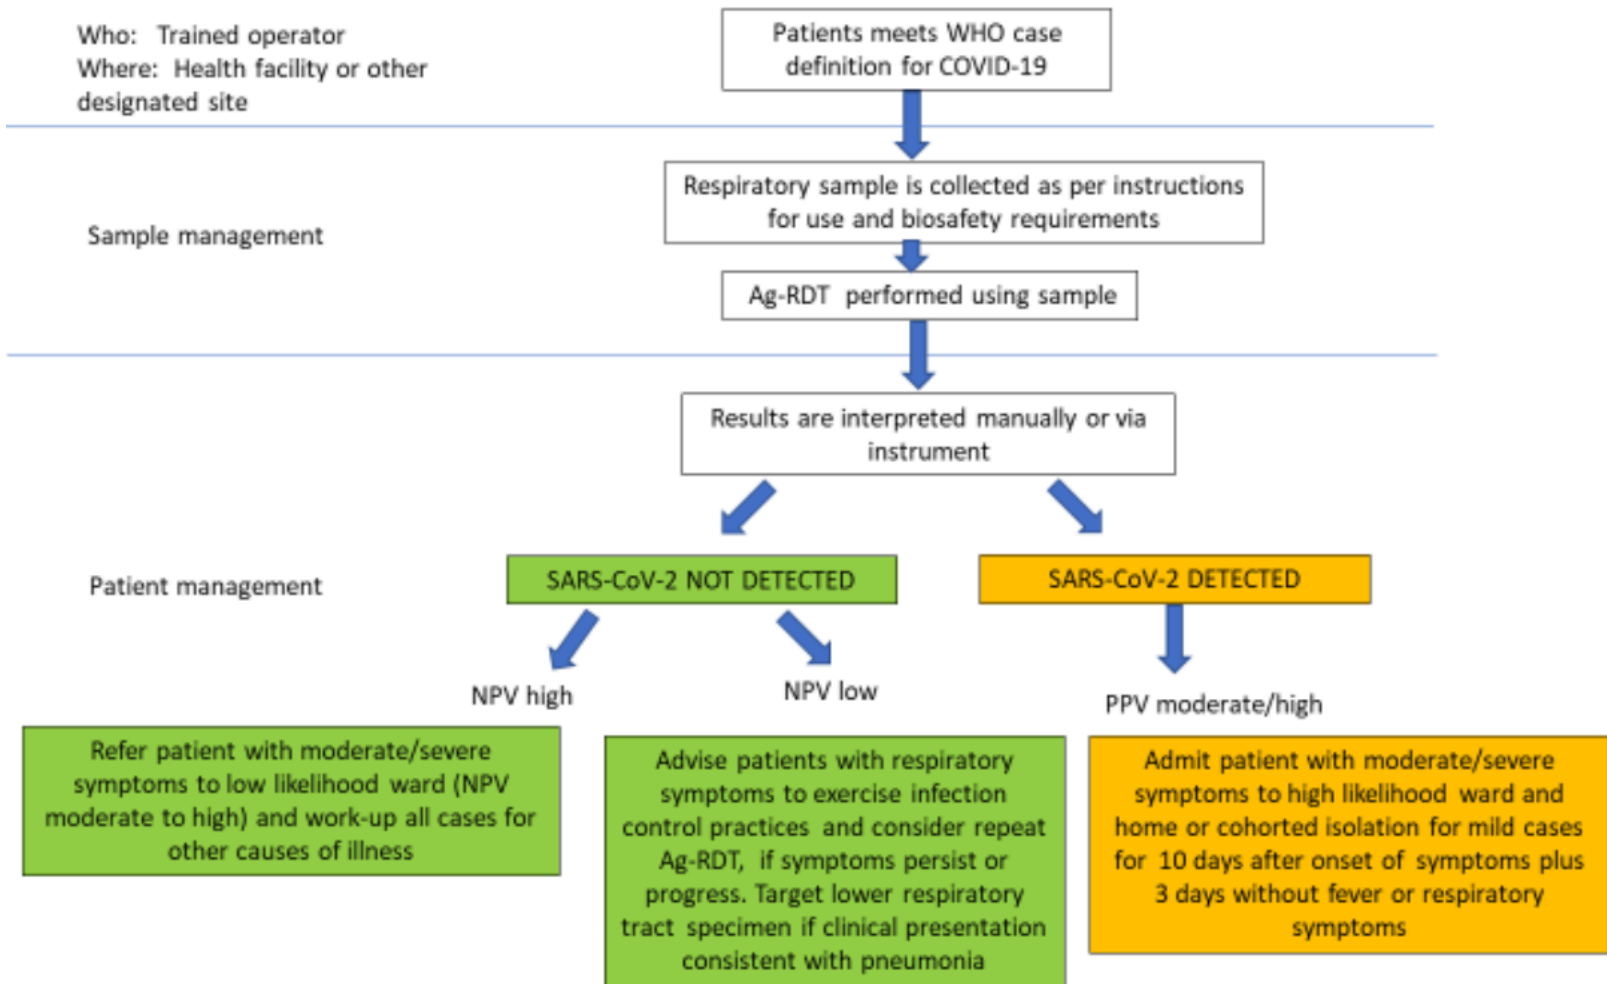 Who: Trained operator
Where: Health facility or other
designated site
Patients meets WHO case
definition for COVID-19
Sample management
Respiratory sample is collected as per instructions
for use and biosafety requirements
Ag-RDT performed using sample
Results are interpreted manually or via
instrument
Patient management
SARS-CoV-2 NOT DETECTED
SARS-CoV-2 DETECTED
NPV high
NPV low
PPV moderate/high
Refer patient with moderate/severe
symptoms to low likelihood ward (NPV
moderate to high) and work-up all cases for
other causes of illness
Advise patients with respiratory
symptoms to exercise infection
control practices and consider repeat
Ag-RDT, if symptoms persist or
progress. Target lower respiratory
tract specimen if clinical presentation
consistent with pneumonia
Admit patient with moderate/severe
symptoms to high likelihood ward and
home or cohorted isolation for mild cases
for 10 days after onset of symptoms plus
3 days without fever or respiratory
symptoms